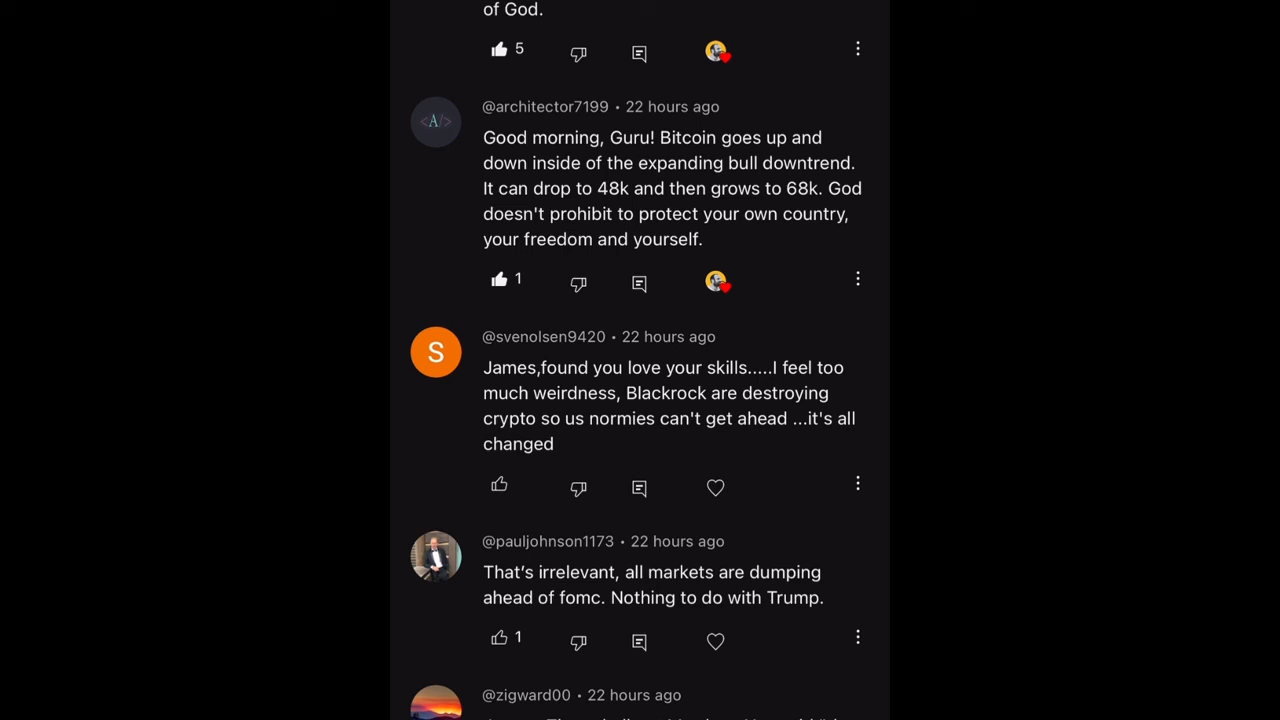 of God.
5
@architector7199 • 22 hours ago
<A/>
Good morning, Guru! Bitcoin goes up and
down inside of the expanding bull downtrend.
It can drop to 48k and then grows to 68k. God
doesn't prohibit to protect your own country,
your freedom and yourself.
1
@svenolsen9420 • 22 hours ago
S
James,found you love your skills.....I feel too
much weirdness, Blackrock are destroying
crypto so us normies can't get ahead ...it's all
changed
@pauljohnson1173 • 22 hours ago
That’s irrelevant, all markets are dumping
ahead of fomc. Nothing to do with Trump.
1
@zigward00 • 22 hours ago